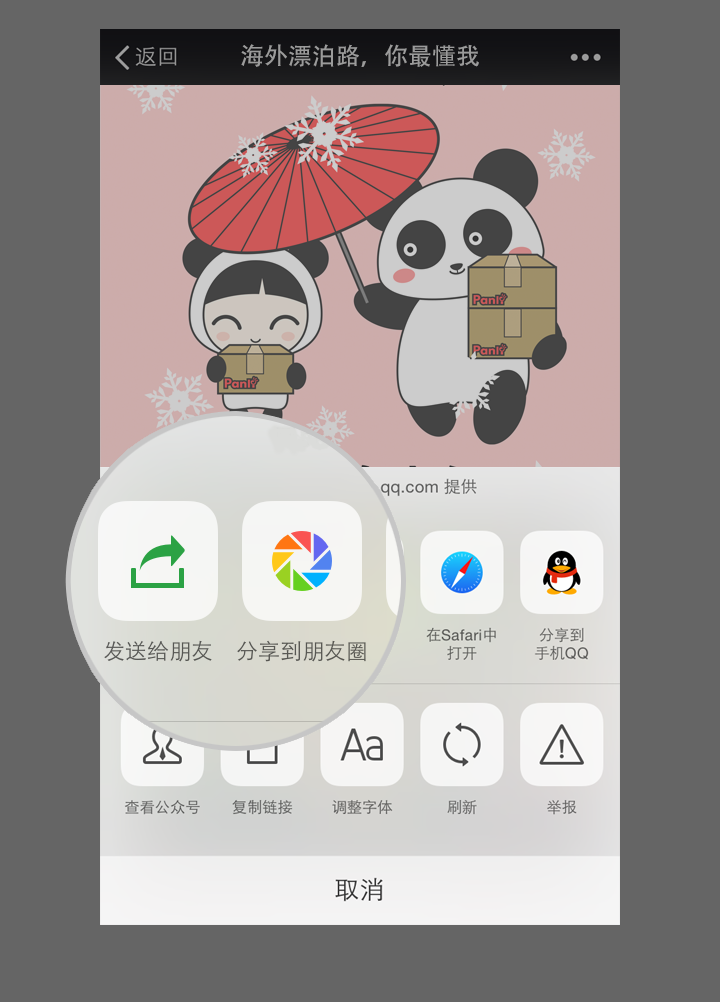 返回
海外漂泊路，你最懂我
•••
Pank?
Pank?
Pank?
qq.com 提供
发送给朋友
分享到朋友圈
在Safari中
打开
分享到
手机QQ
Aa
查看公众号
复制链接
调整字体
刷新
举报
取消